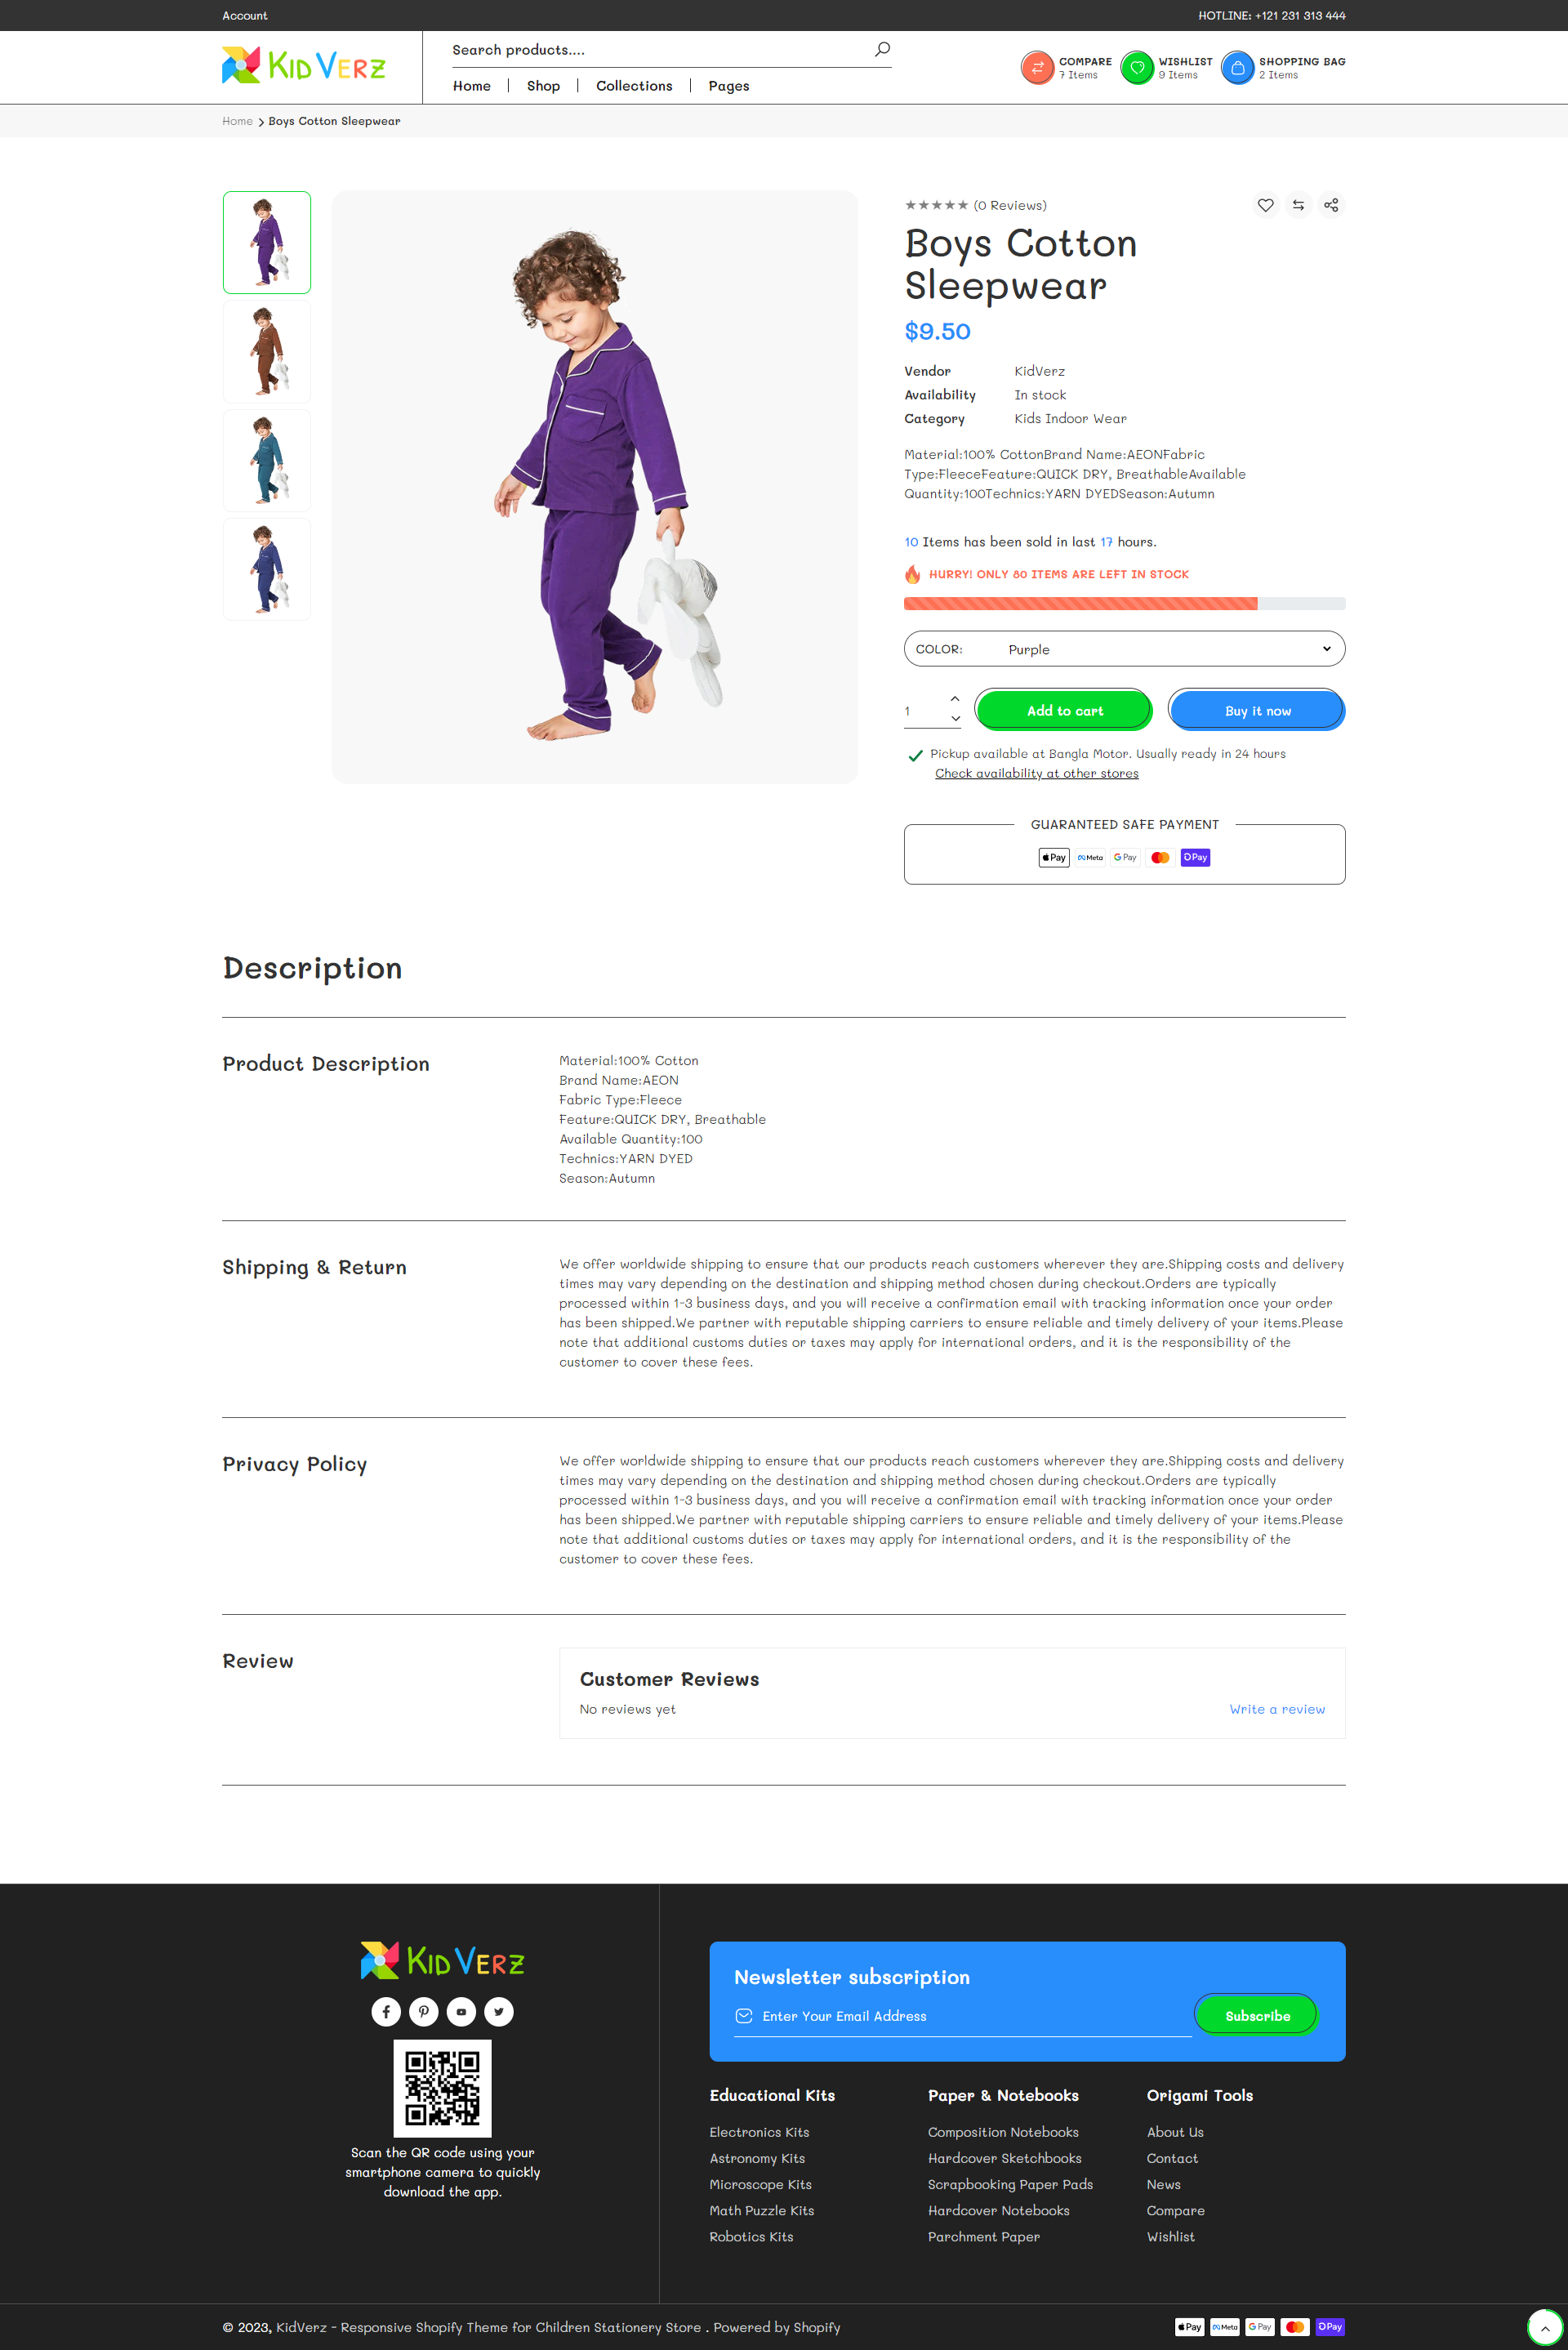 Account
HOTLINE: +121 231 313 444
KID VERZ
Search products....
Home
Shop
Collections
Pages
COMPARE
7 Items
WISHLIST
9 Items
SHOPPING BAG
2 Items
Home > Boys Cotton Sleepwear
★★★★★ (0 Reviews)
Boys Cotton
Sleepwear
$9.50
Vendor KidVerz
Availability In stock
Category Kids Indoor Wear
Material:100% CottonBrand Name:AEONFabric
Type:FleeceFeature:QUICK DRY, BreathableAvailable
Quantity:100Technics:YARN DYEDSeason:Autumn
10 Items has been sold in last 17 hours.
HURRY! ONLY 80 ITEMS ARE LEFT IN STOCK
COLOR: Purple
1
Add to cart
Buy it now
Pickup available at Bangla Motor. Usually ready in 24 hours
Check availability at other stores
GUARANTEED SAFE PAYMENT
Pay
Meta
G Pay
Pay
Description
Product Description
Material:100% Cotton
Brand Name:AEON
Fabric Type:Fleece
Feature:QUICK DRY, Breathable
Available Quantity:100
Technics:YARN DYED
Season:Autumn
Shipping & Return
We offer worldwide shipping to ensure that our products reach customers wherever they are.Shipping costs and delivery
times may vary depending on the destination and shipping method chosen during checkout.Orders are typically
processed within 1-3 business days, and you will receive a confirmation email with tracking information once your order
has been shipped.We partner with reputable shipping carriers to ensure reliable and timely delivery of your items.Please
note that additional customs duties or taxes may apply for international orders, and it is the responsibility of the
customer to cover these fees.
Privacy Policy
We offer worldwide shipping to ensure that our products reach customers wherever they are.Shipping costs and delivery
times may vary depending on the destination and shipping method chosen during checkout.Orders are typically
processed within 1-3 business days, and you will receive a confirmation email with tracking information once your order
has been shipped.We partner with reputable shipping carriers to ensure reliable and timely delivery of your items.Please
note that additional customs duties or taxes may apply for international orders, and it is the responsibility of the
customer to cover these fees.
Review
Customer Reviews
No reviews yet
Write a review
KID VERZ
Scan the QR code using your
smartphone camera to quickly
download the app.
Newsletter subscription
Enter Your Email Address
Subscribe
Educational Kits
Electronics Kits
Astronomy Kits
Microscope Kits
Math Puzzle Kits
Robotics Kits
Paper & Notebooks
Composition Notebooks
Hardcover Sketchbooks
Scrapbooking Paper Pads
Hardcover Notebooks
Parchment Paper
Origami Tools
About Us
Contact
News
Compare
Wishlist
© 2023, KidVerz - Responsive Shopify Theme for Children Stationery Store . Powered by Shopify
Pay
Meta
G Pay
Pay